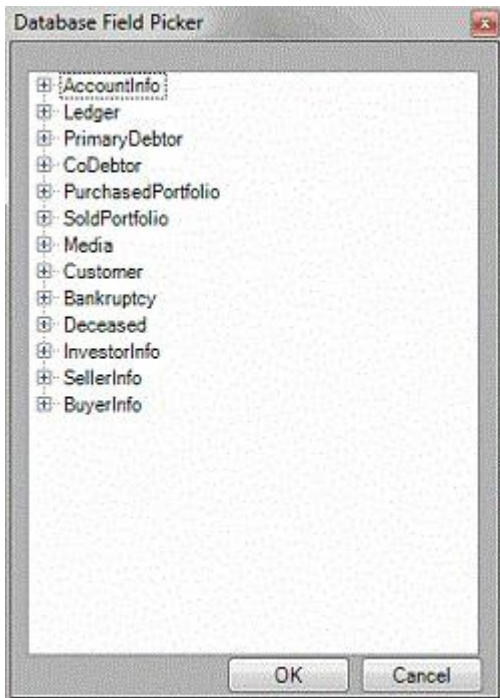 Database Field Picker
AccountInfo
Ledger
PrimaryDebtor
CoDebtor
PurchasedPortfolio
SoldPortfolio
Media
Customer
Bankruptcy
Deceased
InvestorInfo
SellerInfo
BuyerInfo
OK Cancel